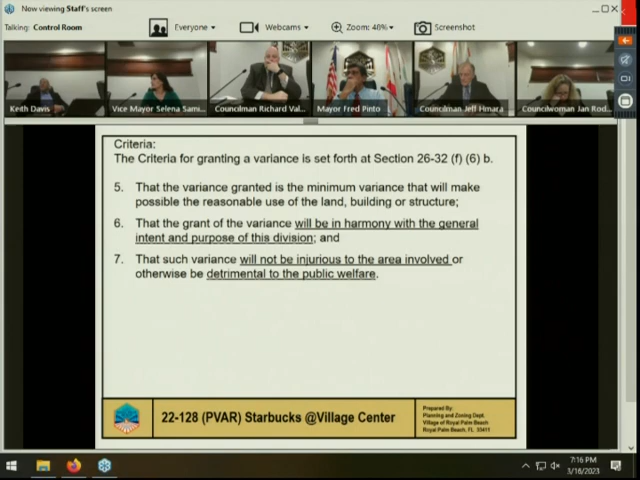 Now viewing Staff's screen
Talking: Control Room
Everyone
Webcams
Zoom: 40%
Screenshot
Keith Davis
Vice Mayor Selena Sami...
Councilman Richard Val...
Mayor Fred Pinto
Councilman Jeff Hmara
Councilwoman Jan Rod...
Criteria:
The Criteria for granting a variance is set forth at Section 26-32 (f) (6) b.
5. That the variance granted is the minimum variance that will make
possible the reasonable use of the land, building or structure;
6. That the grant of the variance will be in harmony with the general
intent and purpose of this division; and
7. That such variance will not be injurious to the area involved or
otherwise be detrimental to the public welfare.
22-128 (PVAR) Starbucks @Village Center
Prepared By:
Planning and Zoning Dept.
Village of Royal Palm Beach
Royal Palm Beach, FL 33411
7:16 PM
3/16/2023